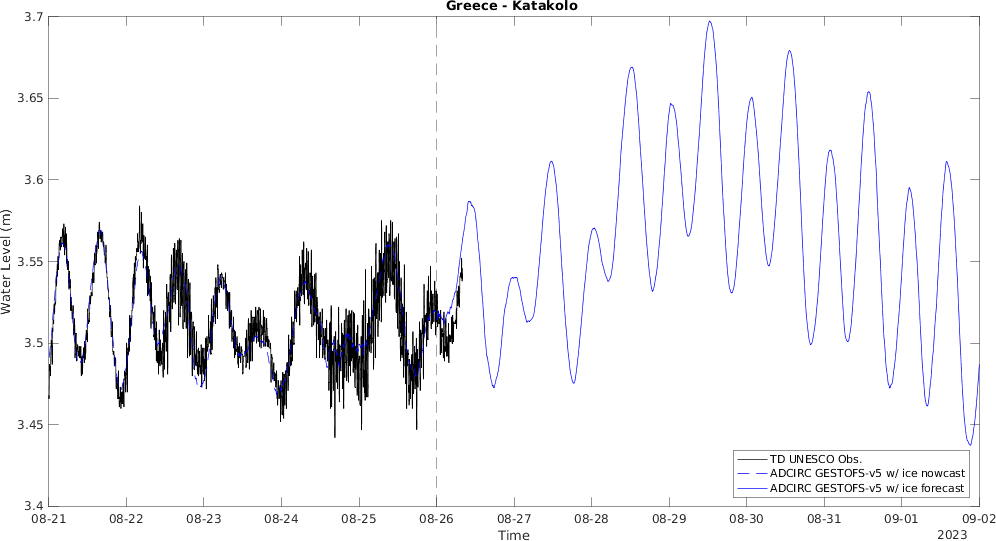 Greece - Katakolo
3.7
3.65
3.6
3.55
3.5
3.45
3.4
Water Level (m)
08-21 08-22 08-23 08-24 08-25 08-26 08-27 08-28 08-29 08-30 08-31 09-01 09-02
Time
2023
TD UNESCO Obs.
ADCIRC GESTOFS-v5 w/ ice nowcast
ADCIRC GESTOFS-v5 w/ ice forecast